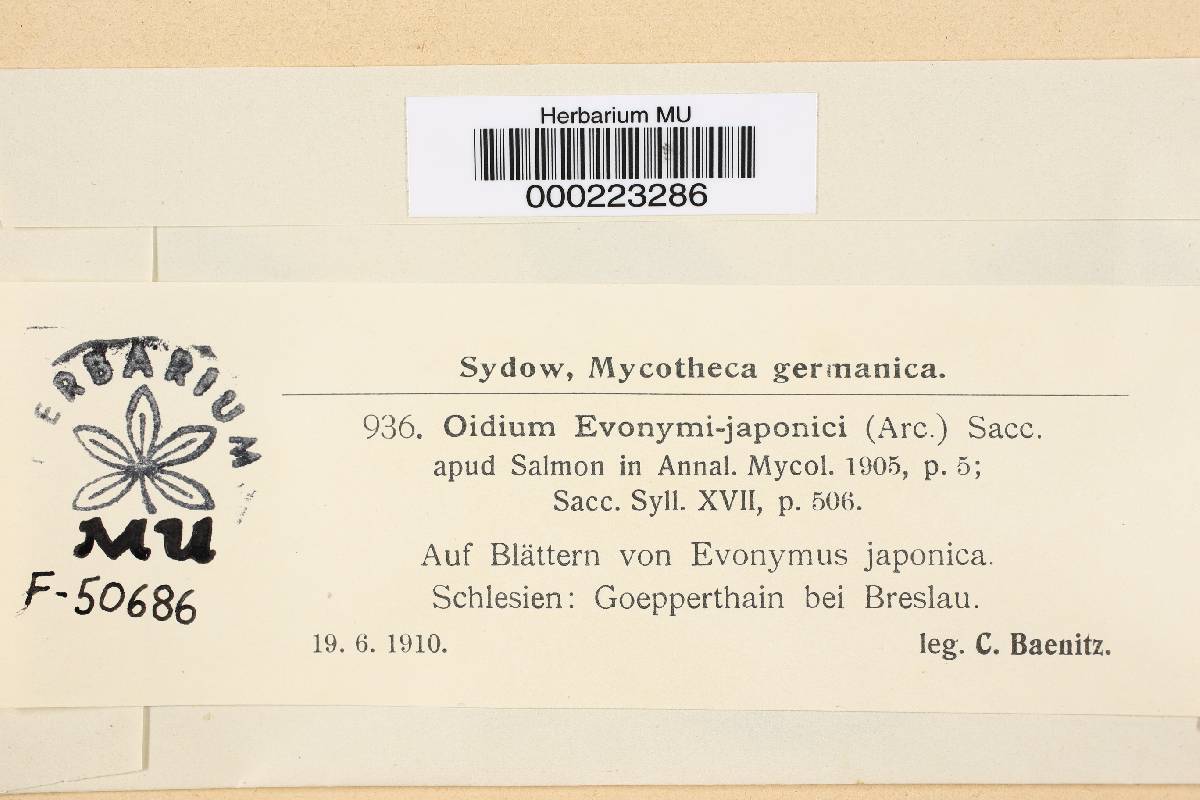 Herbarium MU
000223286
ERBARIUM
MU
F-50686
Sydow, Mycotheca germanica.
936. Oidium Evonymi-japonici (Arc.) Sacc.
apud Salmon in Annal. Mycol. 1905, p. 5;
Sacc. Syll. XVII, p. 506.
Auf Blättern von Evonymus japonica.
Schlesien: Goepperthain bei Breslau.
19. 6. 1910. leg. C. Baenitz.